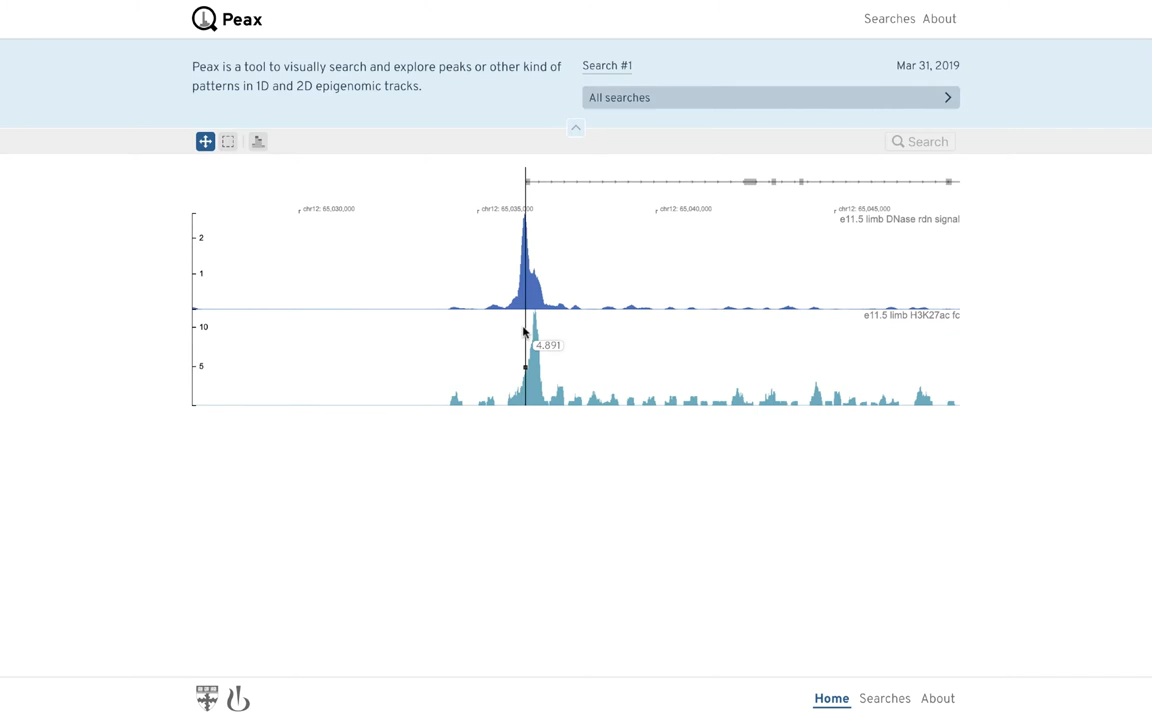 Peax
Searches About
Peax is a tool to visually search and explore peaks or other kind of
patterns in 1D and 2D epigenomic tracks.
Search #1 Mar 31, 2019
All searches
Search
chr12: 65,030,000 chr12: 65,035,000 chr12: 65,040,000 chr12: 65,045,000
e11.5 limb DNase rdn signal
2
1
e11.5 limb H3K27ac fc
10
4.891
5
Home Searches About